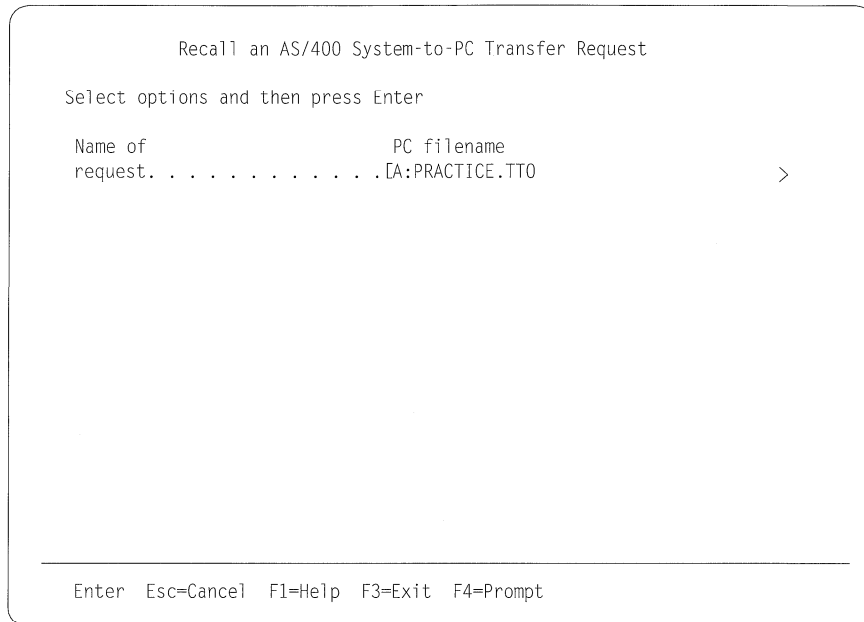 Recall an AS/400 System-to-PC Transfer Request
Select options and then press Enter
Name of PC filename
request. . . . . . . . . . . . .[A:PRACTICE.TTO >
Enter Esc=Cancel F1=Help F3=Exit F4=Prompt